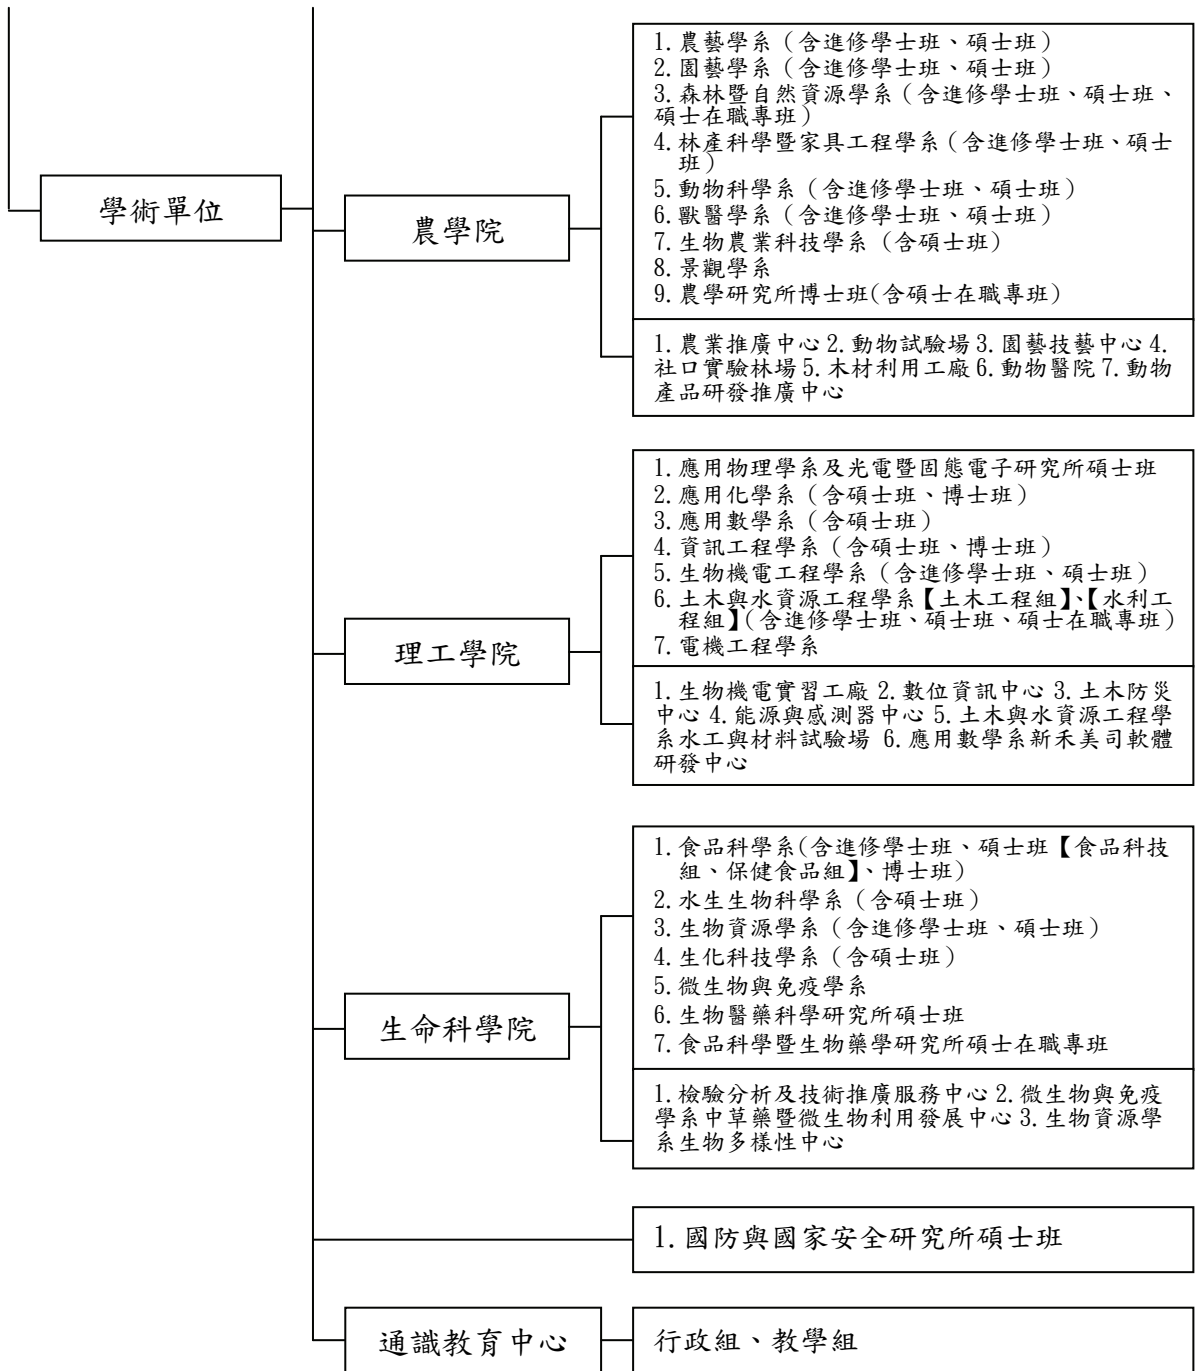 學術單位
農學院
1.農藝學系（含進修學士班、碩士班）
2.園藝學系（含進修學士班、碩士班）
3.森林暨自然資源學系（含進修學士班、碩士班、
碩士在職專班）
4.林產科學暨家具工程學系（含進修學士班、碩士
班）
5.動物科學系（含進修學士班、碩士班）
6.獸醫學系（含進修學士班、碩士班）
7.生物農業科技學系（含碩士班）
8.景觀學系
9.農學研究所博士班(含碩士在職專班）
1.農業推廣中心 2.動物試驗場 3.園藝技藝中心 4.
社口實驗林場 5.木材利用工廠 6.動物醫院 7.動物
產品研發推廣中心
理工學院
1.應用物理學系及光電暨固態電子研究所碩士班
2.應用化學系（含碩士班、博士班）
3.應用數學系（含碩士班）
4.資訊工程學系（含碩士班、博士班）
5.生物機電工程學系（含進修學士班、碩士班）
6.土木與水資源工程學系【土木工程組】、【水利工
程組】（含進修學士班、碩士班、碩士在職專班）
7.電機工程學系
1.生物機電實習工廠 2.數位資訊中心 3.土木防災
中心 4.能源與感測器中心 5.土木與水資源工程學
系水工與材料試驗場 6.應用數學系新禾美司軟體
研發中心
生命科學院
1.食品科學系(含進修學士班、碩士班【食品科技
組、保健食品組】、博士班)
2.水生生物科學系（含碩士班）
3.生物資源學系（含進修學士班、碩士班）
4.生化科技學系（含碩士班）
5.微生物與免疫學系
6.生物醫藥科學研究所碩士班
7.食品科學暨生物藥學研究所碩士在職專班
1.檢驗分析及技術推廣服務中心 2.微生物與免疫
學系中草藥暨微生物利用發展中心 3.生物資源學
系生物多樣性中心
1.國防與國家安全研究所碩士班
通識教育中心
行政組、教學組